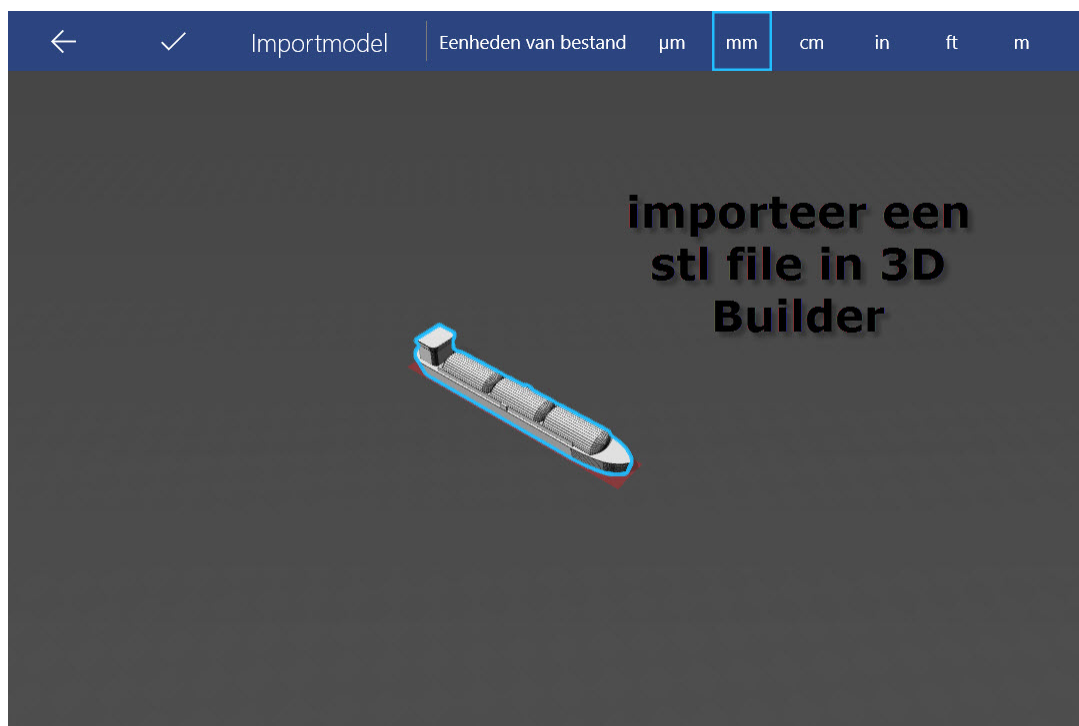 Importmodel Eenheden van bestand µm mm cm in ft m
importeer een
stl file in 3D
Builder